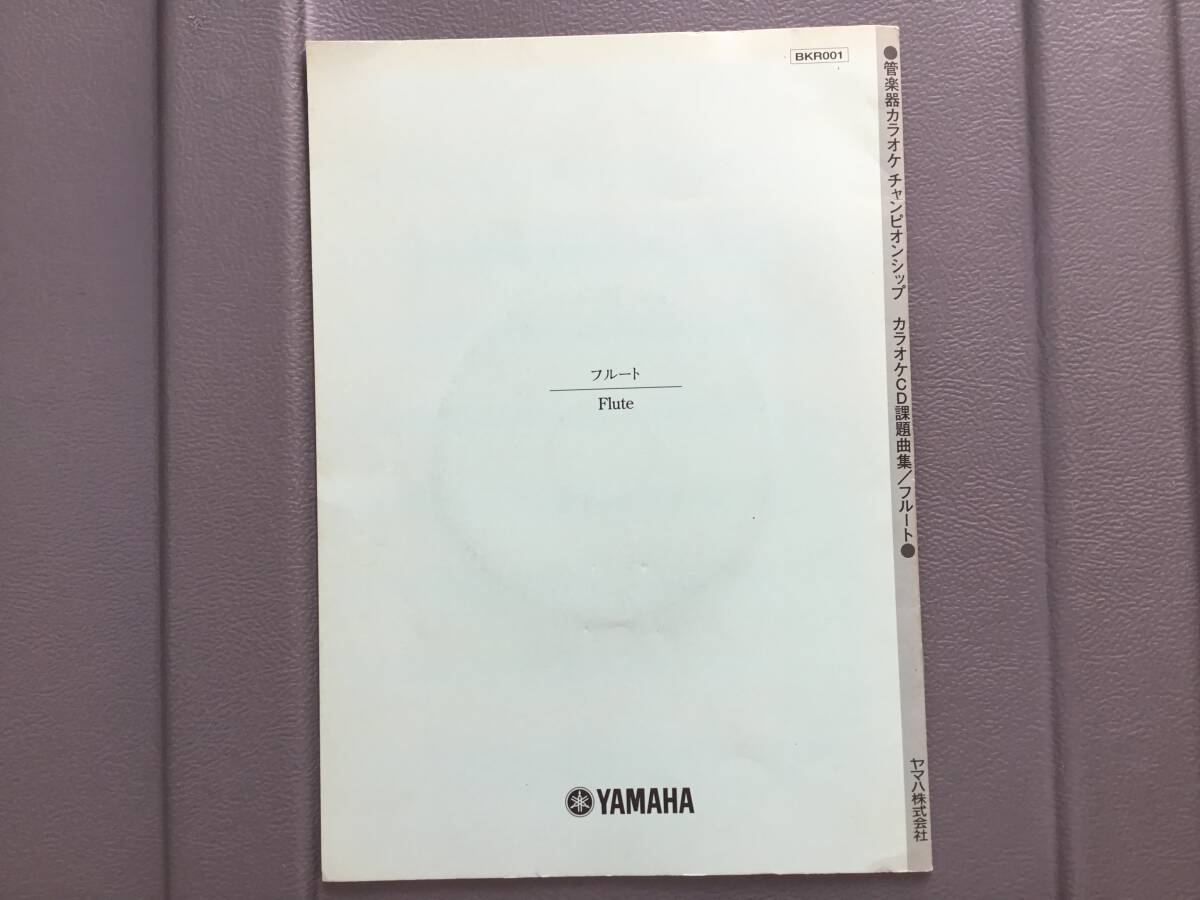 BKR001
●管楽器カラオケ チャンピオンシップ カラオケCD課題曲集／フルート●
フルート
Flute
YAMAHA
ヤマハ株式会社